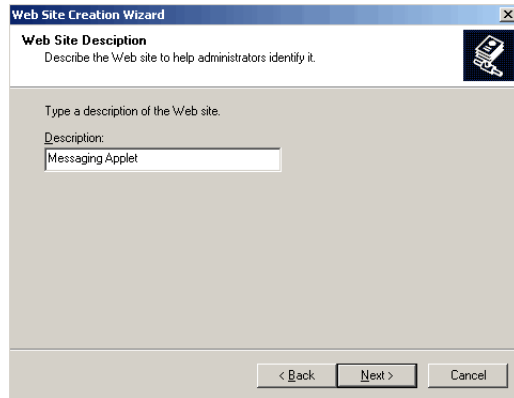 Web Site Creation Wizard
Web Site Desciption
Describe the Web site to help administrators identify it.
Type a description of the Web site.
Description:
Messaging Applet
< Back
Next >
Cancel